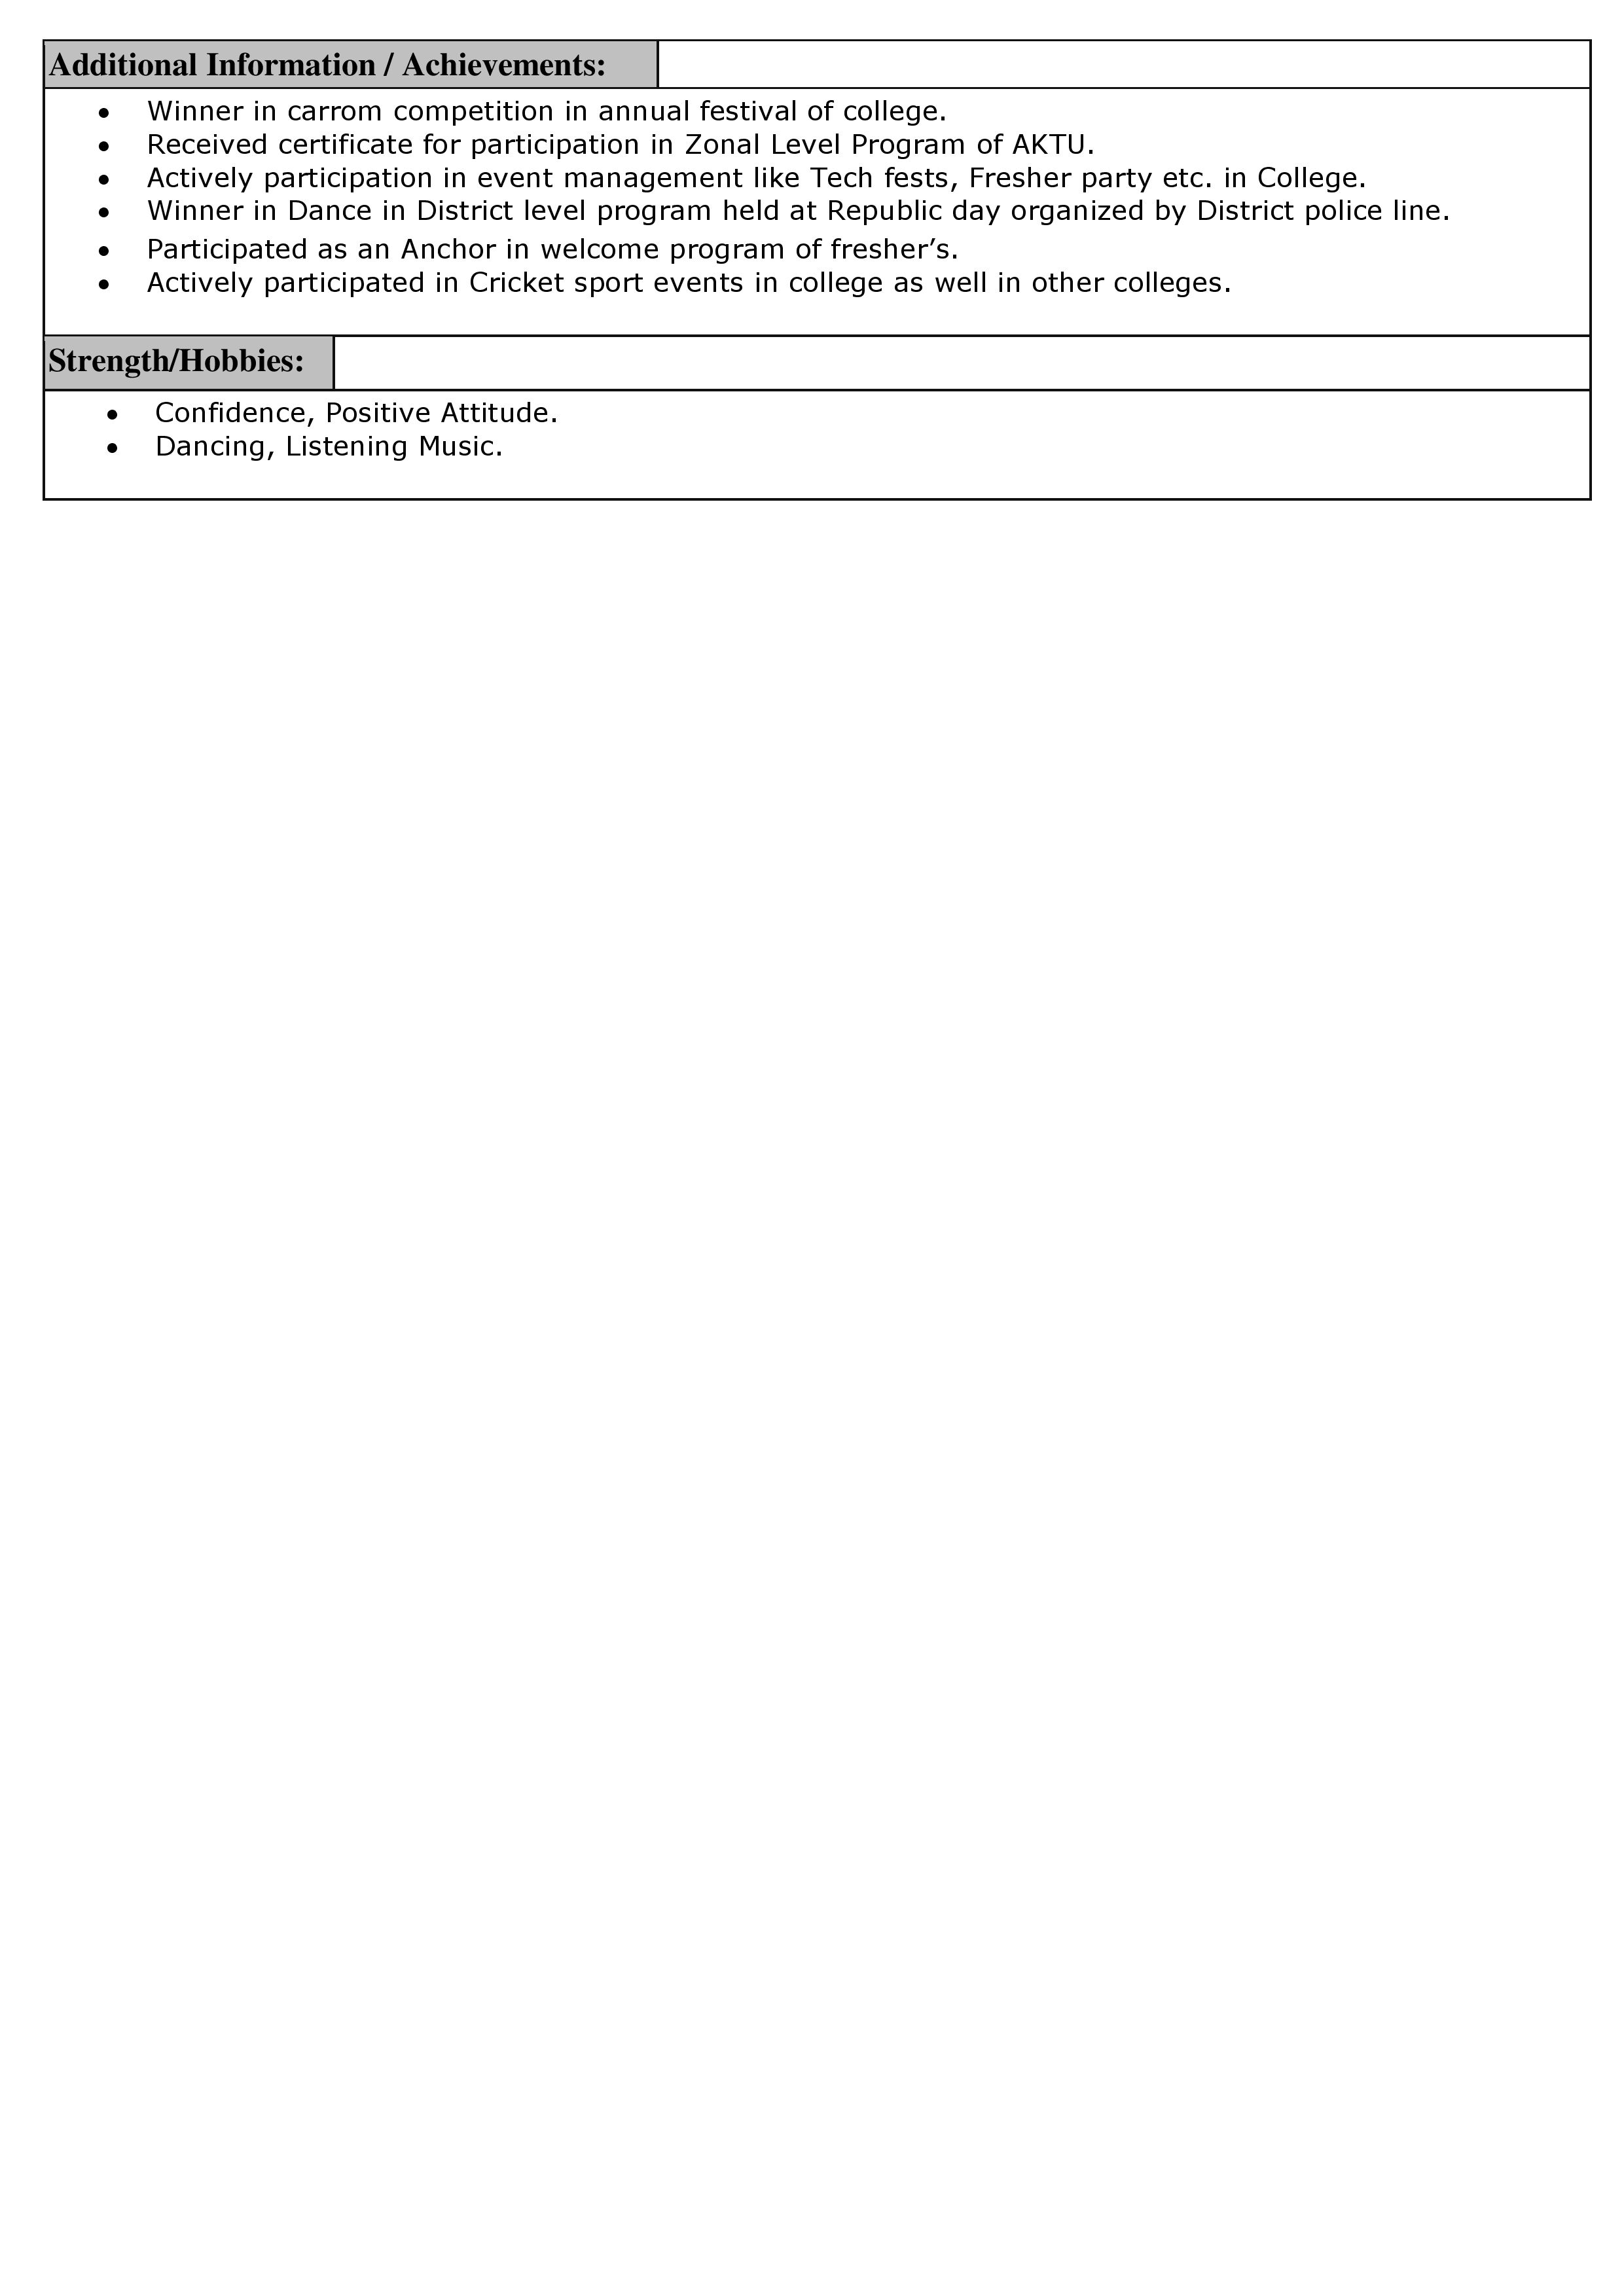 Additional Information / Achievements:
• Winner in carrom competition in annual festival of college.
• Received certificate for participation in Zonal Level Program of AKTU.
• Actively participation in event management like Tech fests, Fresher party etc. in College.
• Winner in Dance in District level program held at Republic day organized by District police line.
• Participated as an Anchor in welcome program of fresher’s.
• Actively participated in Cricket sport events in college as well in other colleges.
Strength/Hobbies:
• Confidence, Positive Attitude.
• Dancing, Listening Music.